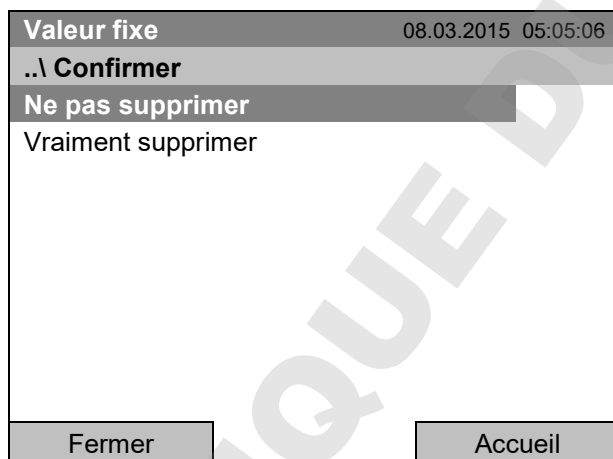 Valeur fixe 08.03.2015 05:05:06
..\ Confirmer
Ne pas supprimer
Vraiment supprimer
Fermer Accueil